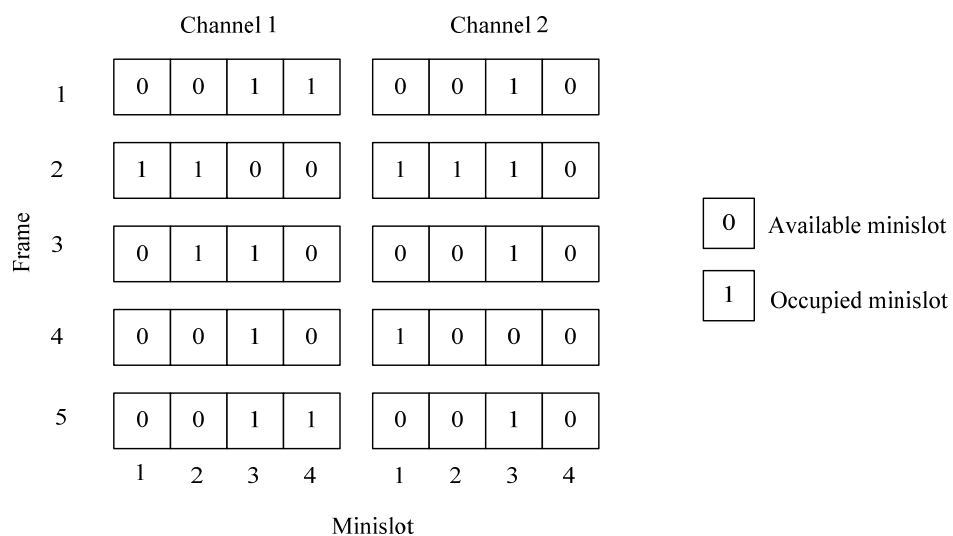 Channel 1 Channel 2
1 0 0 1 1 0 0 1 0
2 1 1 0 0 1 1 1 0
3 0 1 1 0 0 0 1 0
4 0 0 1 0 1 0 0 0
5 0 0 1 1 0 0 1 0
1 2 3 4 1 2 3 4
Minislot
Frame
0 Available minislot
1 Occupied minislot